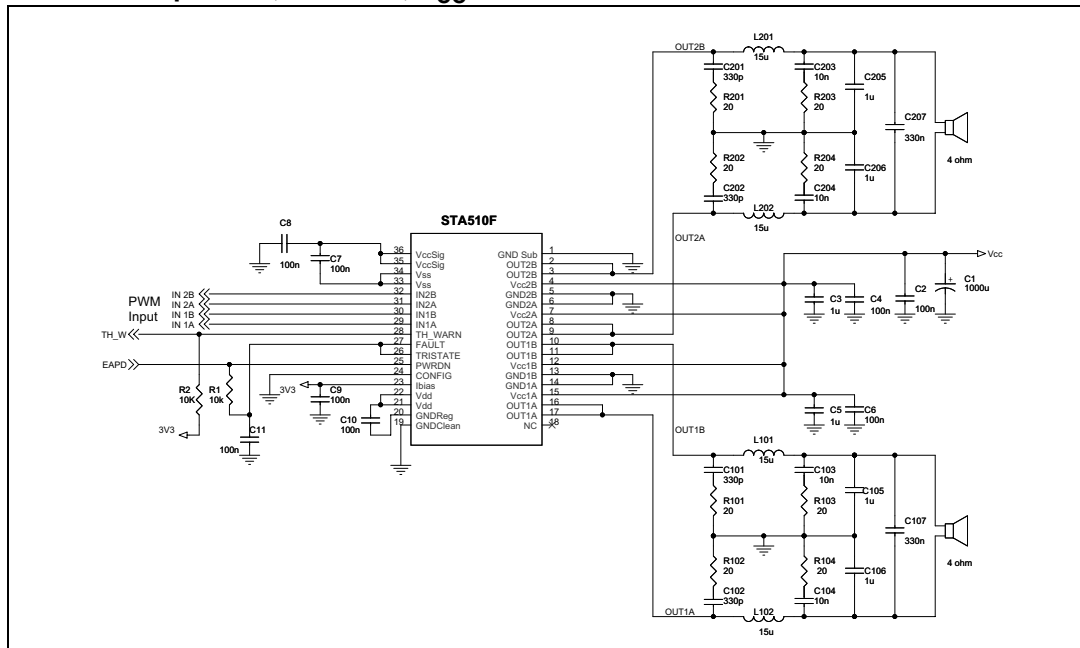 L201
15u
OUT2B
C201
330p
C203
10n
C205
1u
R201
20
R203
20
C207
330n
R202
20
R204
20
C206
1u
4 ohm
C202
330p
C204
10n
L202
15u
OUT2A
STA510F
C8
100n
C7
100n
36 VccSig
35 VccSig
34 Vss
33 Vss
32 IN2B
31 IN2A
30 IN1B
29 IN1A
28 TH_WARN
27 FAULT
26 TRISTATE
25 PWRDN
24 CONFIG
23 Ibias
22 Vdd
21 Vdd
20 GNDReg
19 GNDClean
GND Sub 1
OUT2B 2
OUT2B 3
Vcc2B 4
GND2B 5
GND2A 6
Vcc2A 7
OUT2A 8
OUT2A 9
OUT1B 10
OUT1B 11
Vcc1B 12
GND1B 13
GND1A 14
Vcc1A 15
OUT1A 16
OUT1A 17
NC 18
PWM
Input
IN 2B
IN 2A
IN 1B
IN 1A
TH_W
EAPD
R2
10K
R1
10k
3V3
3V3
C9
100n
C10
100n
C11
100n
Vcc
C3
1u
C4
100n
C2
100n
+
C1
1000u
C5
1u
C6
100n
OUT1B
L101
15u
C101
330p
C103
10n
C105
1u
R101
20
R103
20
C107
330n
R102
20
R104
20
C106
1u
4 ohm
C102
330p
C104
10n
OUT1A
L102
15u